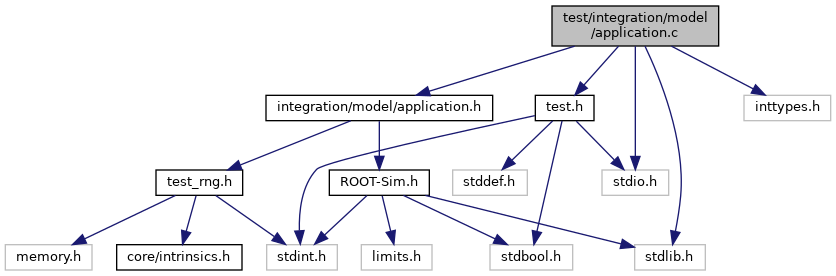 test/integration/model
/application.c
integration/model/application.h
test.h
inttypes.h
test_rng.h
ROOT-Sim.h
stddef.h
stdio.h
memory.h
core/intrinsics.h
stdint.h
limits.h
stdbool.h
stdlib.h